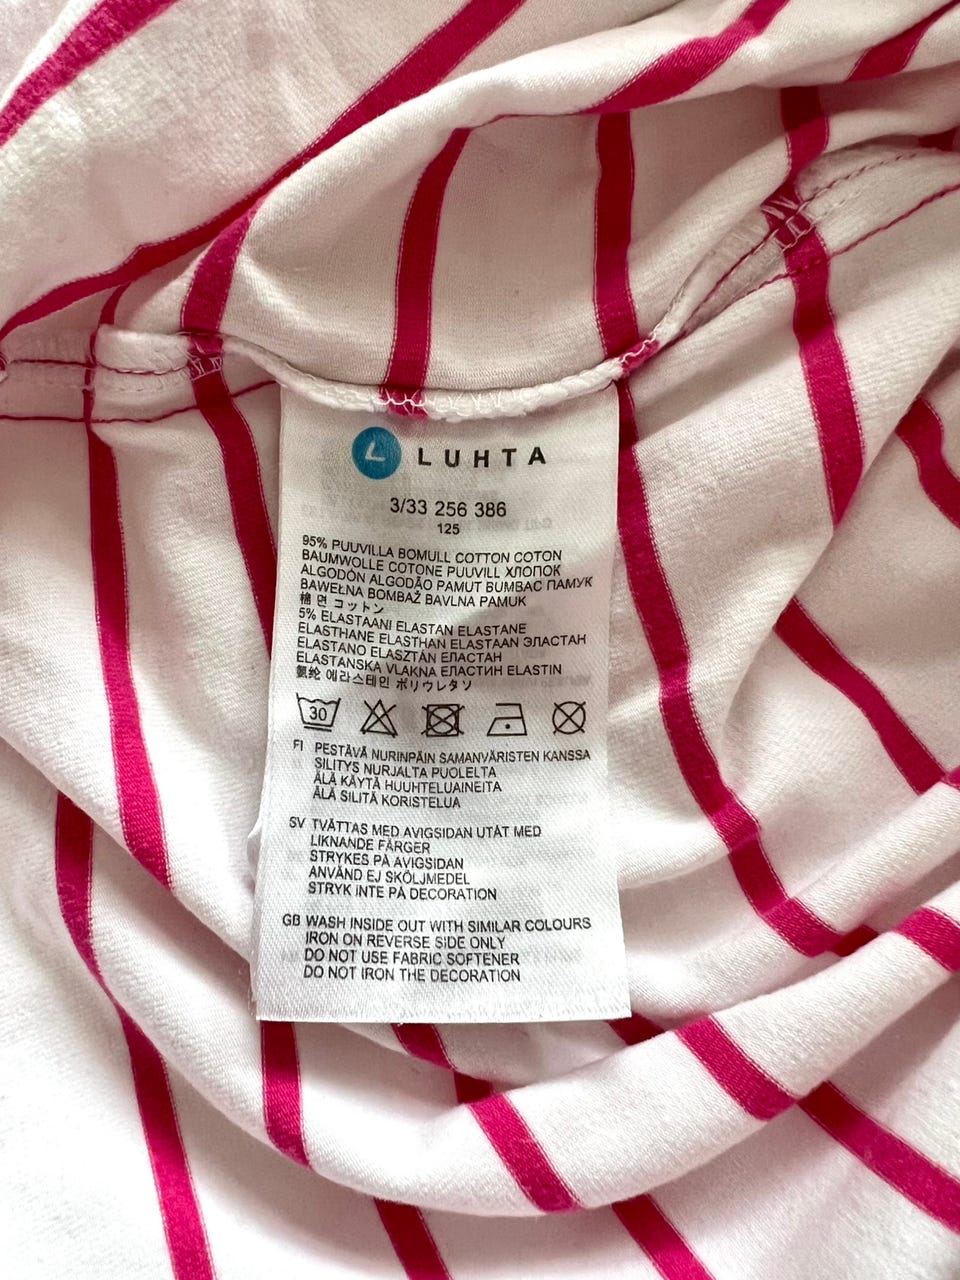 LUHTA
3/33 256 386
125
95% PUUVILLA BOMULL COTTON COTON
BAUMWOLLE COTONE PUUVILL ХЛОПОК
ALGODÓN ALGODÃO PAMUT BUMBAC ПАМУК
BAWEŁNA BOMBAŽ BAVLNA PAMUK
棉 면 コットン
5% ELASTAANI ELASTAN ELASTANE
ELASTHANE ELASTHAN ELASTAAN ЭЛАСТАН
ELASTANO ELASZTÁN ЕЛАСТАН
ELASTANSKA VLAKNA ЕЛАСТИН ELASTIN
氨纶 에라스테인 ポリウレタソ
30
FI PESTÄVÄ NURINPÄIN SAMANVÄRISTEN KANSSA
SILITYS NURJALTA PUOLELTA
ÄLÄ KÄYTÄ HUUHTELUAINEITA
ÄLÄ SILITÄ KORISTELUA
SV TVÄTTAS MED AVIGSIDAN UTÅT MED
LIKNANDE FÄRGER
STRYKES PÅ AVIGSIDAN
ANVÄND EJ SKÖLJMEDEL
STRYK INTE PÅ DECORATION
GB WASH INSIDE OUT WITH SIMILAR COLOURS
IRON ON REVERSE SIDE ONLY
DO NOT USE FABRIC SOFTENER
DO NOT IRON THE DECORATION